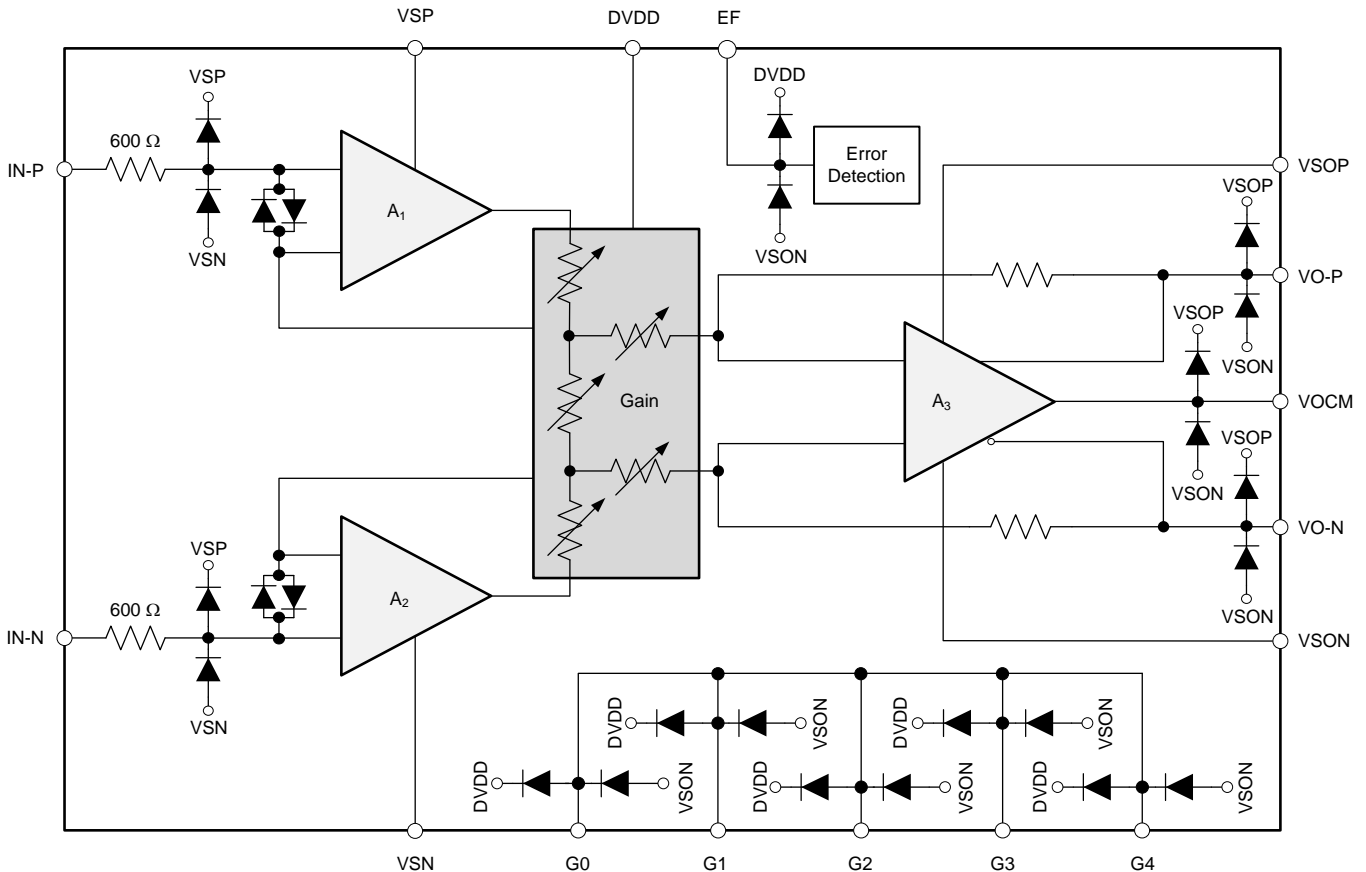 VSP DVDD EF
VSP
DVDD
600 Ω
Error
Detection
IN-P
VSOP
A1
VSOP
VSN
VSON
VO-P
VSOP
VSON
Gain
A3
VOCM
VSOP
VSON
VSP
VO-N
600 Ω
A2
VSON
IN-N
VSON
VSN
DVDD
VSON
DVDD
VSON
DVDD
VSON
DVDD
VSON
DVDD
VSON
VSN G0 G1 G2 G3 G4